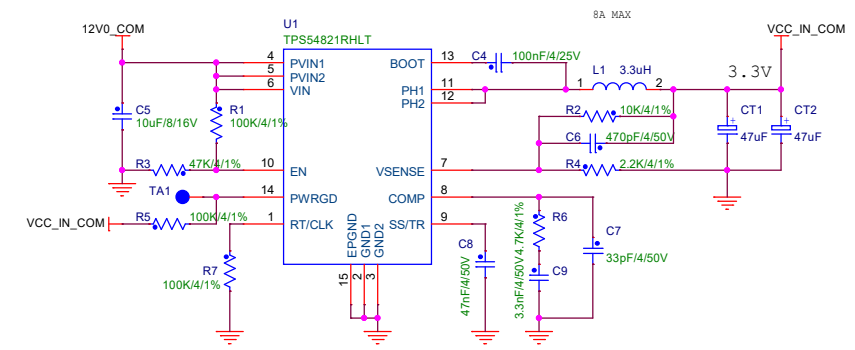 8A MAX
12V0_COM
U1
VCC_IN_COM
TPS54821RHLT
4 PVIN1 BOOT 13 C4 100nF/4/25V
5 PVIN2
6 VIN PH1 11 L1 3.3uH 3.3V
PH2 12 1 2
C5 R1 R2 10K/4/1% CT1 CT2
10uF/8/16V 100K/4/1% C6 470pF/4/50V 47uF 47uF
R3 47K/4/1% 10 EN VSENSE 7 R4 2.2K/4/1%
TA1 14 PWRGD COMP 8
VCC_IN_COM R5 100K/4/1% 1 RT/CLK SS/TR 9 R6 C7
R7 C8 33pF/4/50V
100K/4/1% EPGND GND1 GND2 C9
15 2 3 47nF/4/50V 3.3nF/4/50V 4.7K/4/1%